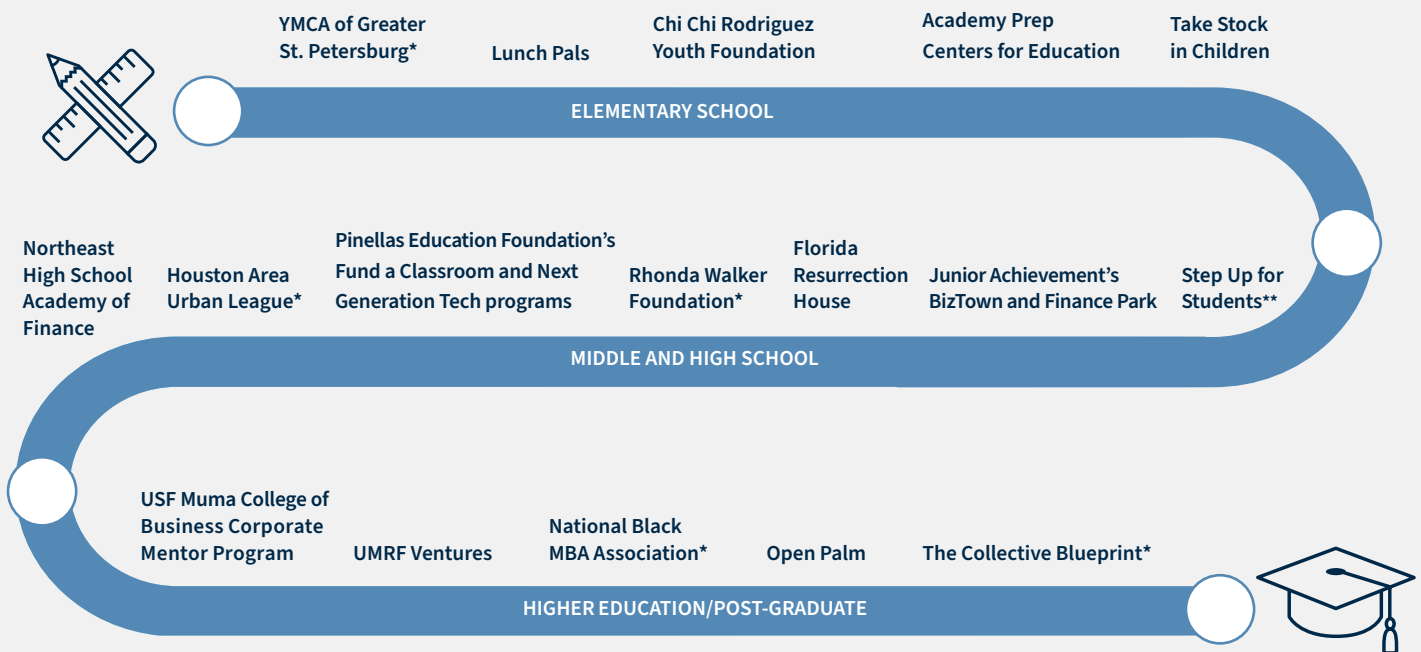 YMCA of Greater
St. Petersburg*
Lunch Pals
Chi Chi Rodriguez
Youth Foundation
Academy Prep
Centers for Education
Take Stock
in Children
ELEMENTARY SCHOOL
Northeast
High School
Academy of
Finance
Houston Area
Urban League*
Pinellas Education Foundation’s
Fund a Classroom and Next
Generation Tech programs
Rhonda Walker
Foundation*
Florida
Resurrection
House
Junior Achievement’s
BizTown and Finance Park
Step Up for
Students**
MIDDLE AND HIGH SCHOOL
USF Muma College of
Business Corporate
Mentor Program
UMRF Ventures
National Black
MBA Association*
Open Palm
The Collective Blueprint*
HIGHER EDUCATION/POST-GRADUATE